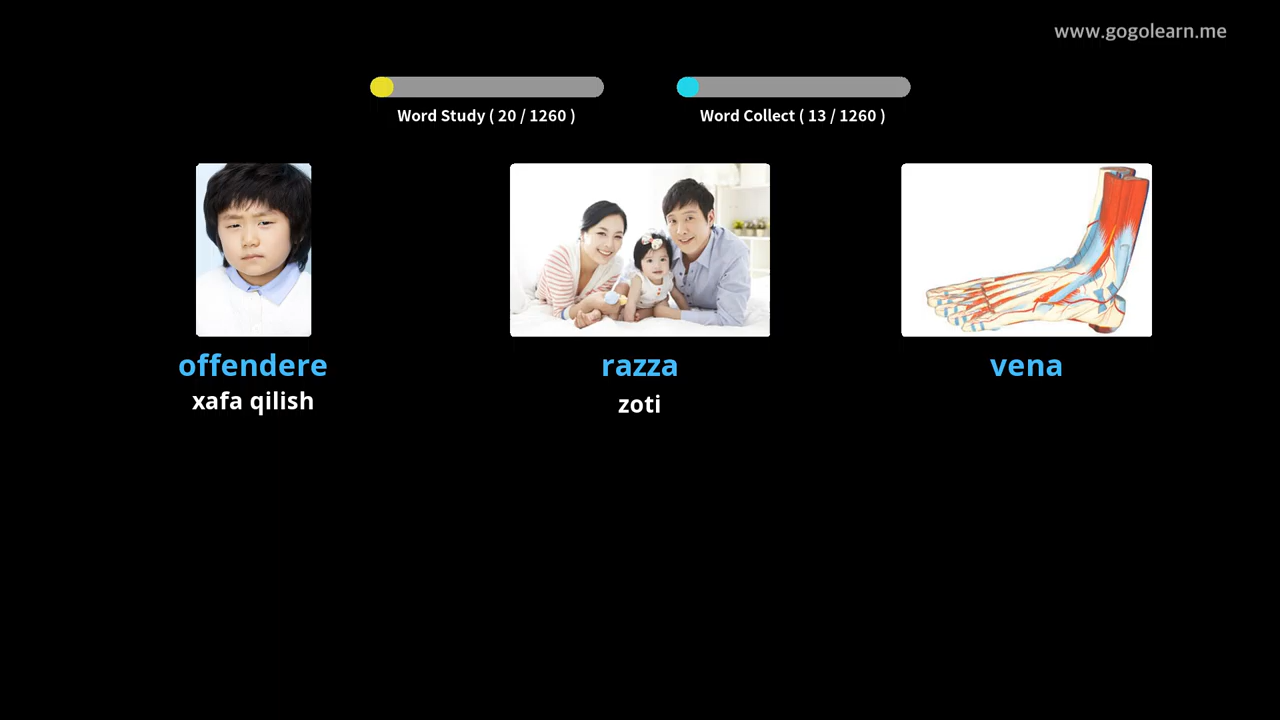 www.gogolearn.me
Word Study ( 20 / 1260 )
Word Collect ( 13 / 1260 )
offendere
xafa qilish
razza
zoti
vena